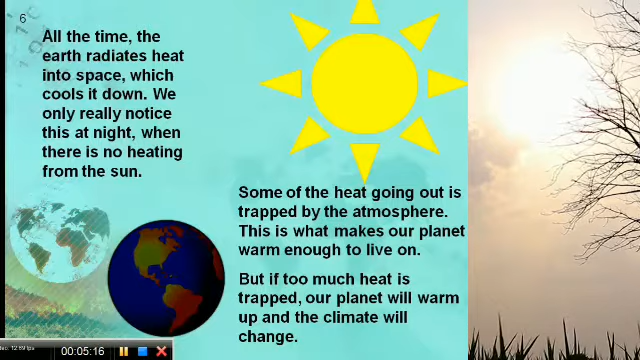 6
All the time, the
earth radiates heat
into space, which
cools it down. We
only really notice
this at night, when
there is no heating
from the sun.
Some of the heat going out is
trapped by the atmosphere.
This is what makes our planet
warm enough to live on.
But if too much heat is
trapped, our planet will warm
up and the climate will
change.
fps
00:05:16